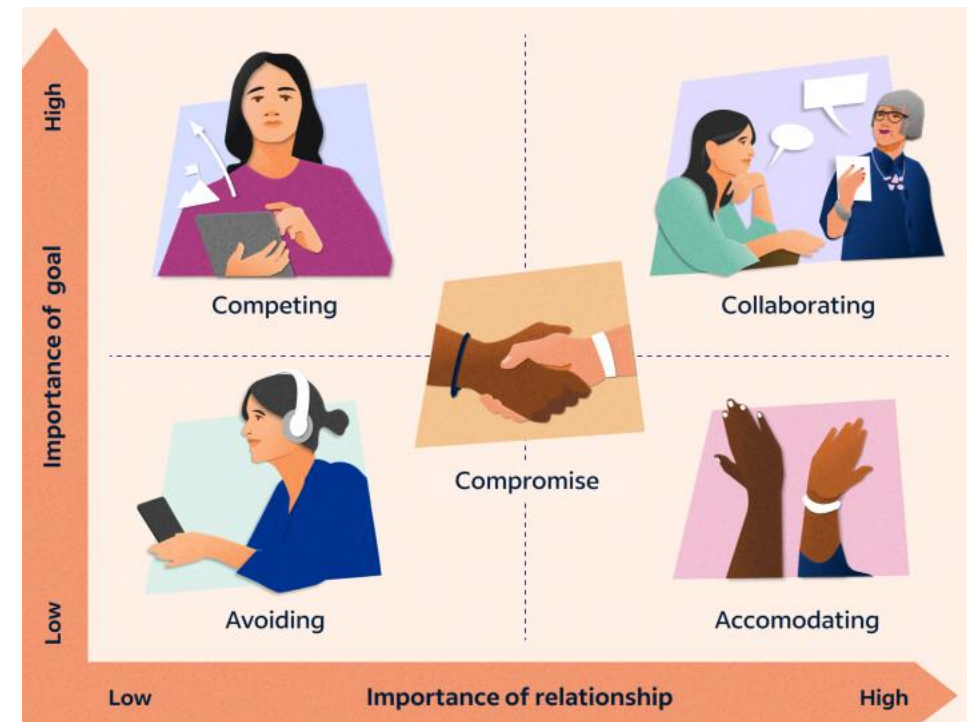 High
Importance of goal
Low
Competing
Collaborating
Compromise
Avoiding
Accomodating
Low
Importance of relationship
High